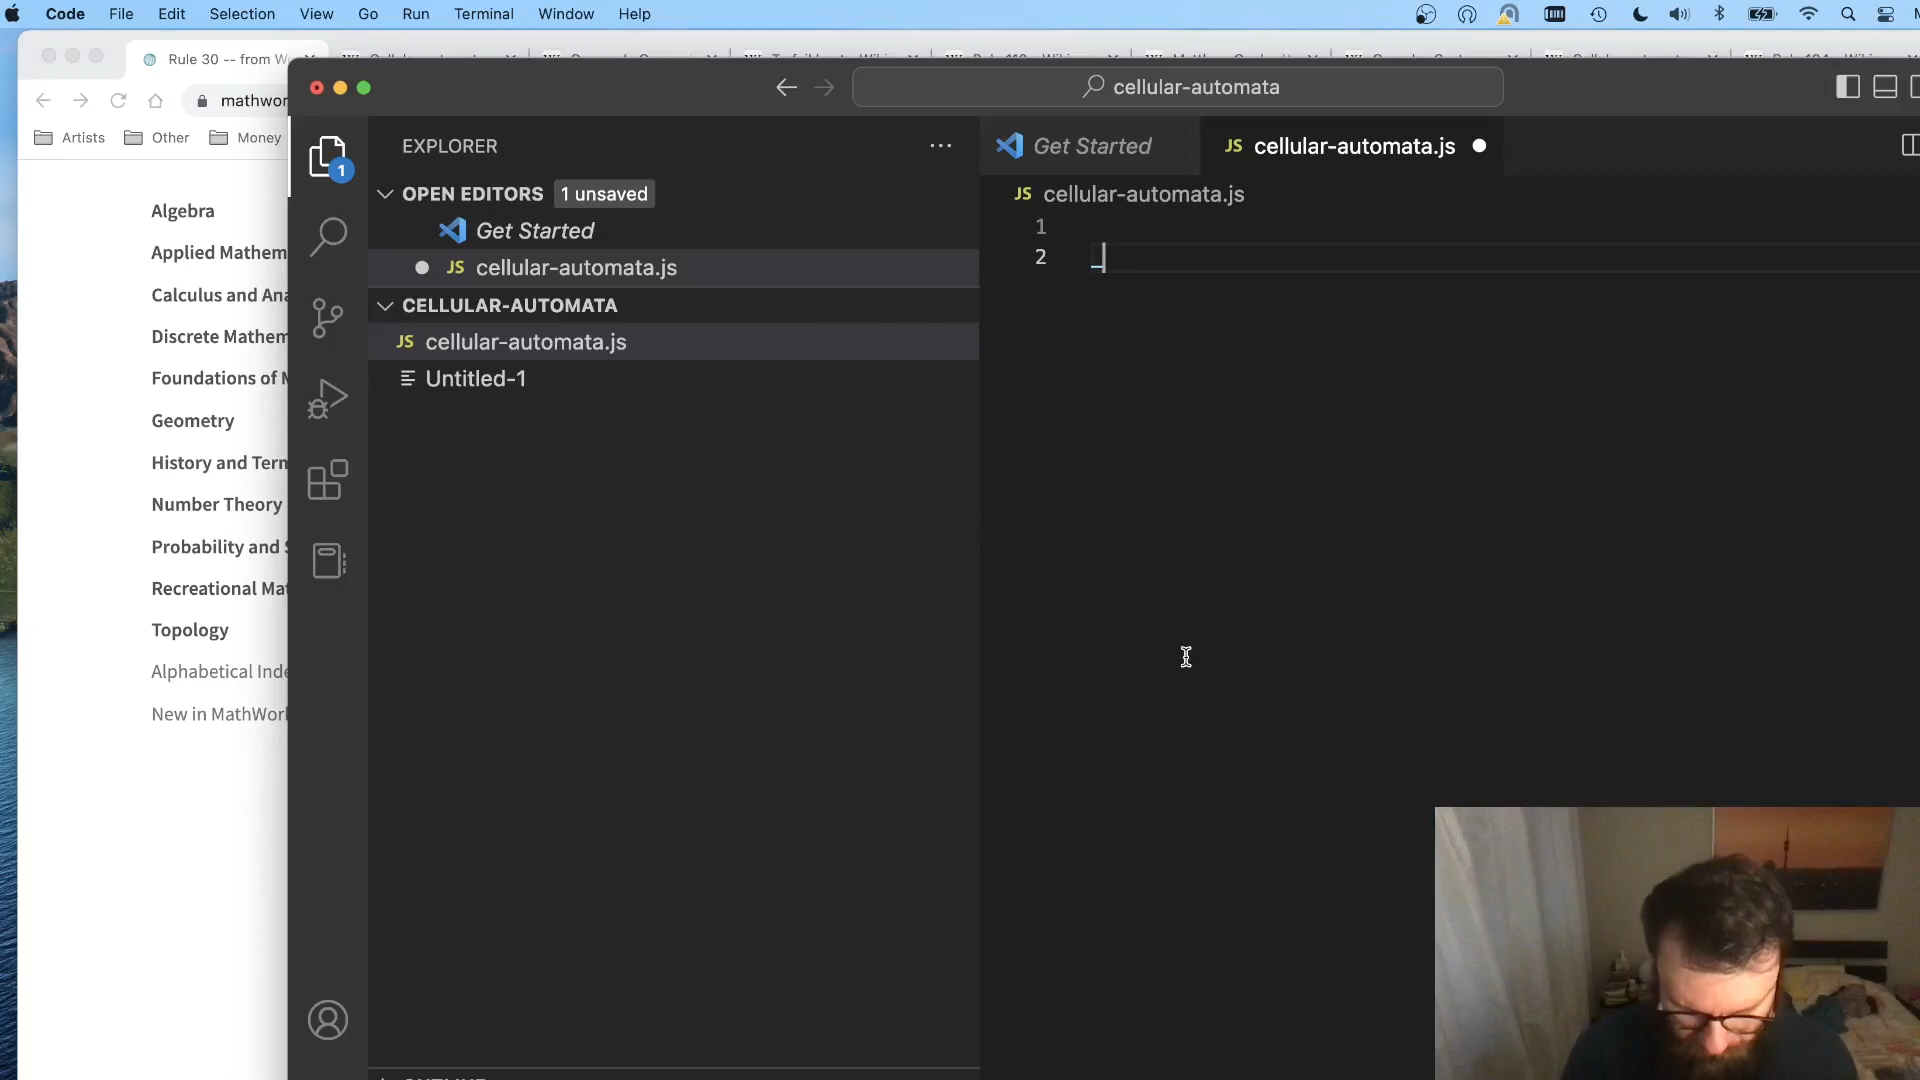 Code File Edit Selection View Go Run Terminal Window Help
Rule 30 -- from
mathwor
cellular-automata
Artists Other Money
EXPLORER
Get Started
JS cellular-automata.js
OPEN EDITORS 1 unsaved
JS cellular-automata.js
Get Started
JS cellular-automata.js
CELLULAR-AUTOMATA
JS cellular-automata.js
Untitled-1
1
1
2 _
Algebra
Applied Mathem
Calculus and Ana
Discrete Mathem
Foundations of M
Geometry
History and Term
Number Theory
Probability and S
Recreational Mat
Topology
Alphabetical Inde
New in MathWorl